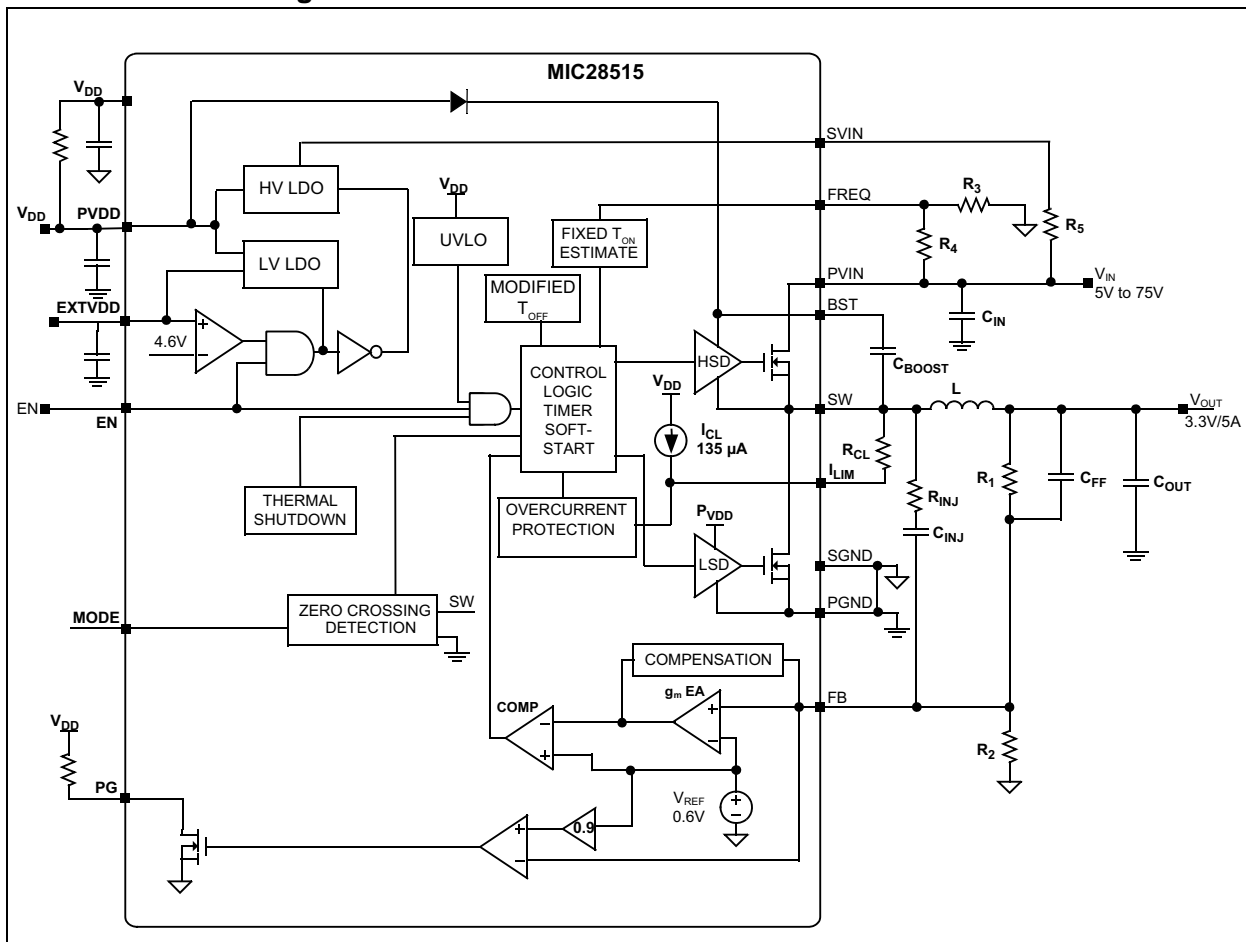 g
MIC28515
VDD
SVIN
HV LDO
VDD
FREQ
R3
VDD
PVDD
UVLO
FIXED TON
ESTIMATE
R4
R5
LV LDO
MODIFIED
TOFF
PVIN
VIN
5V to 75V
EXTVDD
BST
CIN
+
4.6V
−
HSD
CBOOST
CONTROL
LOGIC
TIMER
SOFT-
START
VDD
EN
EN
SW
L
VOUT
3.3V/5A
ICL
135 µA
RCL
ILIM
R1
CFF
COUT
THERMAL
SHUTDOWN
OVERCURRENT
PROTECTION
RINJ
CINJ
PVDD
LSD
SGND
PGND
MODE
ZERO CROSSING
DETECTION
SW
COMPENSATION
gm EA
COMP
−
+
+
−
FB
VDD
R2
PG
VREF
0.6V
+
−
0.9
+
−